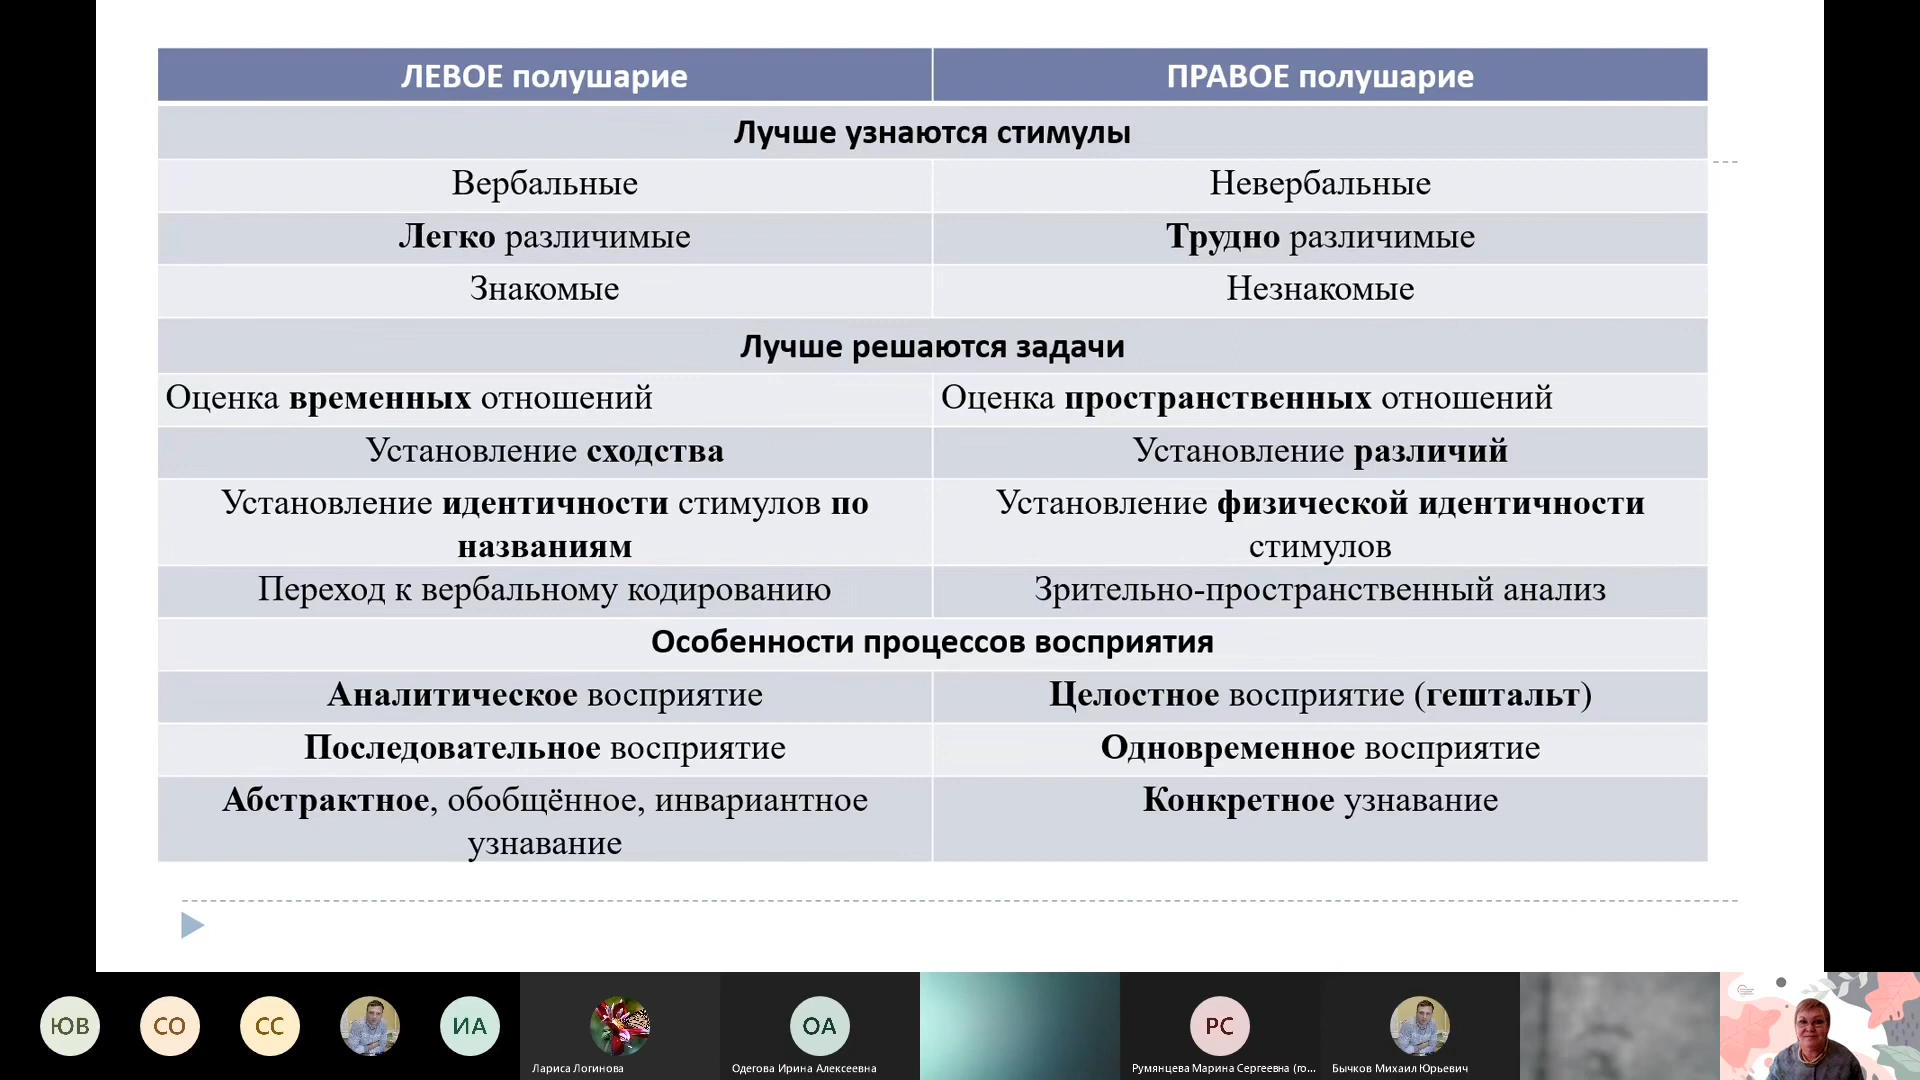 ЛЕВОЕ полушарие
ПРАВОЕ полушарие
Лучше узнаются стимулы
Вербальные
Невербальные
Легко различимые
Трудно различимые
Знакомые
Незнакомые
Лучше решаются задачи
Оценка временных отношений
Оценка пространственных отношений
Установление сходства
Установление различий
Установление идентичности стимулов по
названиям
Установление физической идентичности
стимулов
Переход к вербальному кодированию
Зрительно-пространственный анализ
Особенности процессов восприятия
Аналитическое восприятие
Целостное восприятие (гештальт)
Последовательное восприятие
Одновременное восприятие
Абстрактное, обобщённое, инвариантное
узнавание
Конкретное узнавание
ЮВ
СО
СС
ИА
Лариса Логинова
ОА
Одегова Ирина Алексеевна
РС
Румянцева Марина Сергеевна (го...
Бычков Михаил Юрьевич